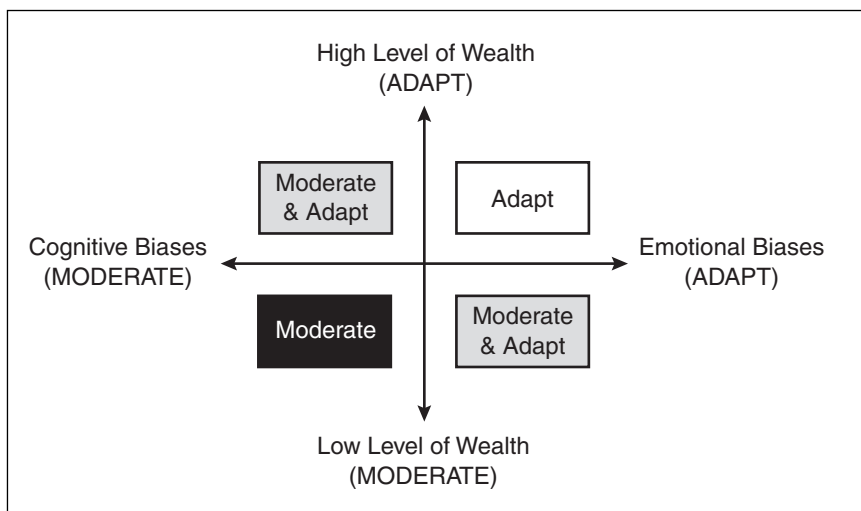 High Level of Wealth
(ADAPT)
Moderate
& Adapt
Adapt
Cognitive Biases
(MODERATE)
Emotional Biases
(ADAPT)
Moderate
Moderate
& Adapt
Low Level of Wealth
(MODERATE)